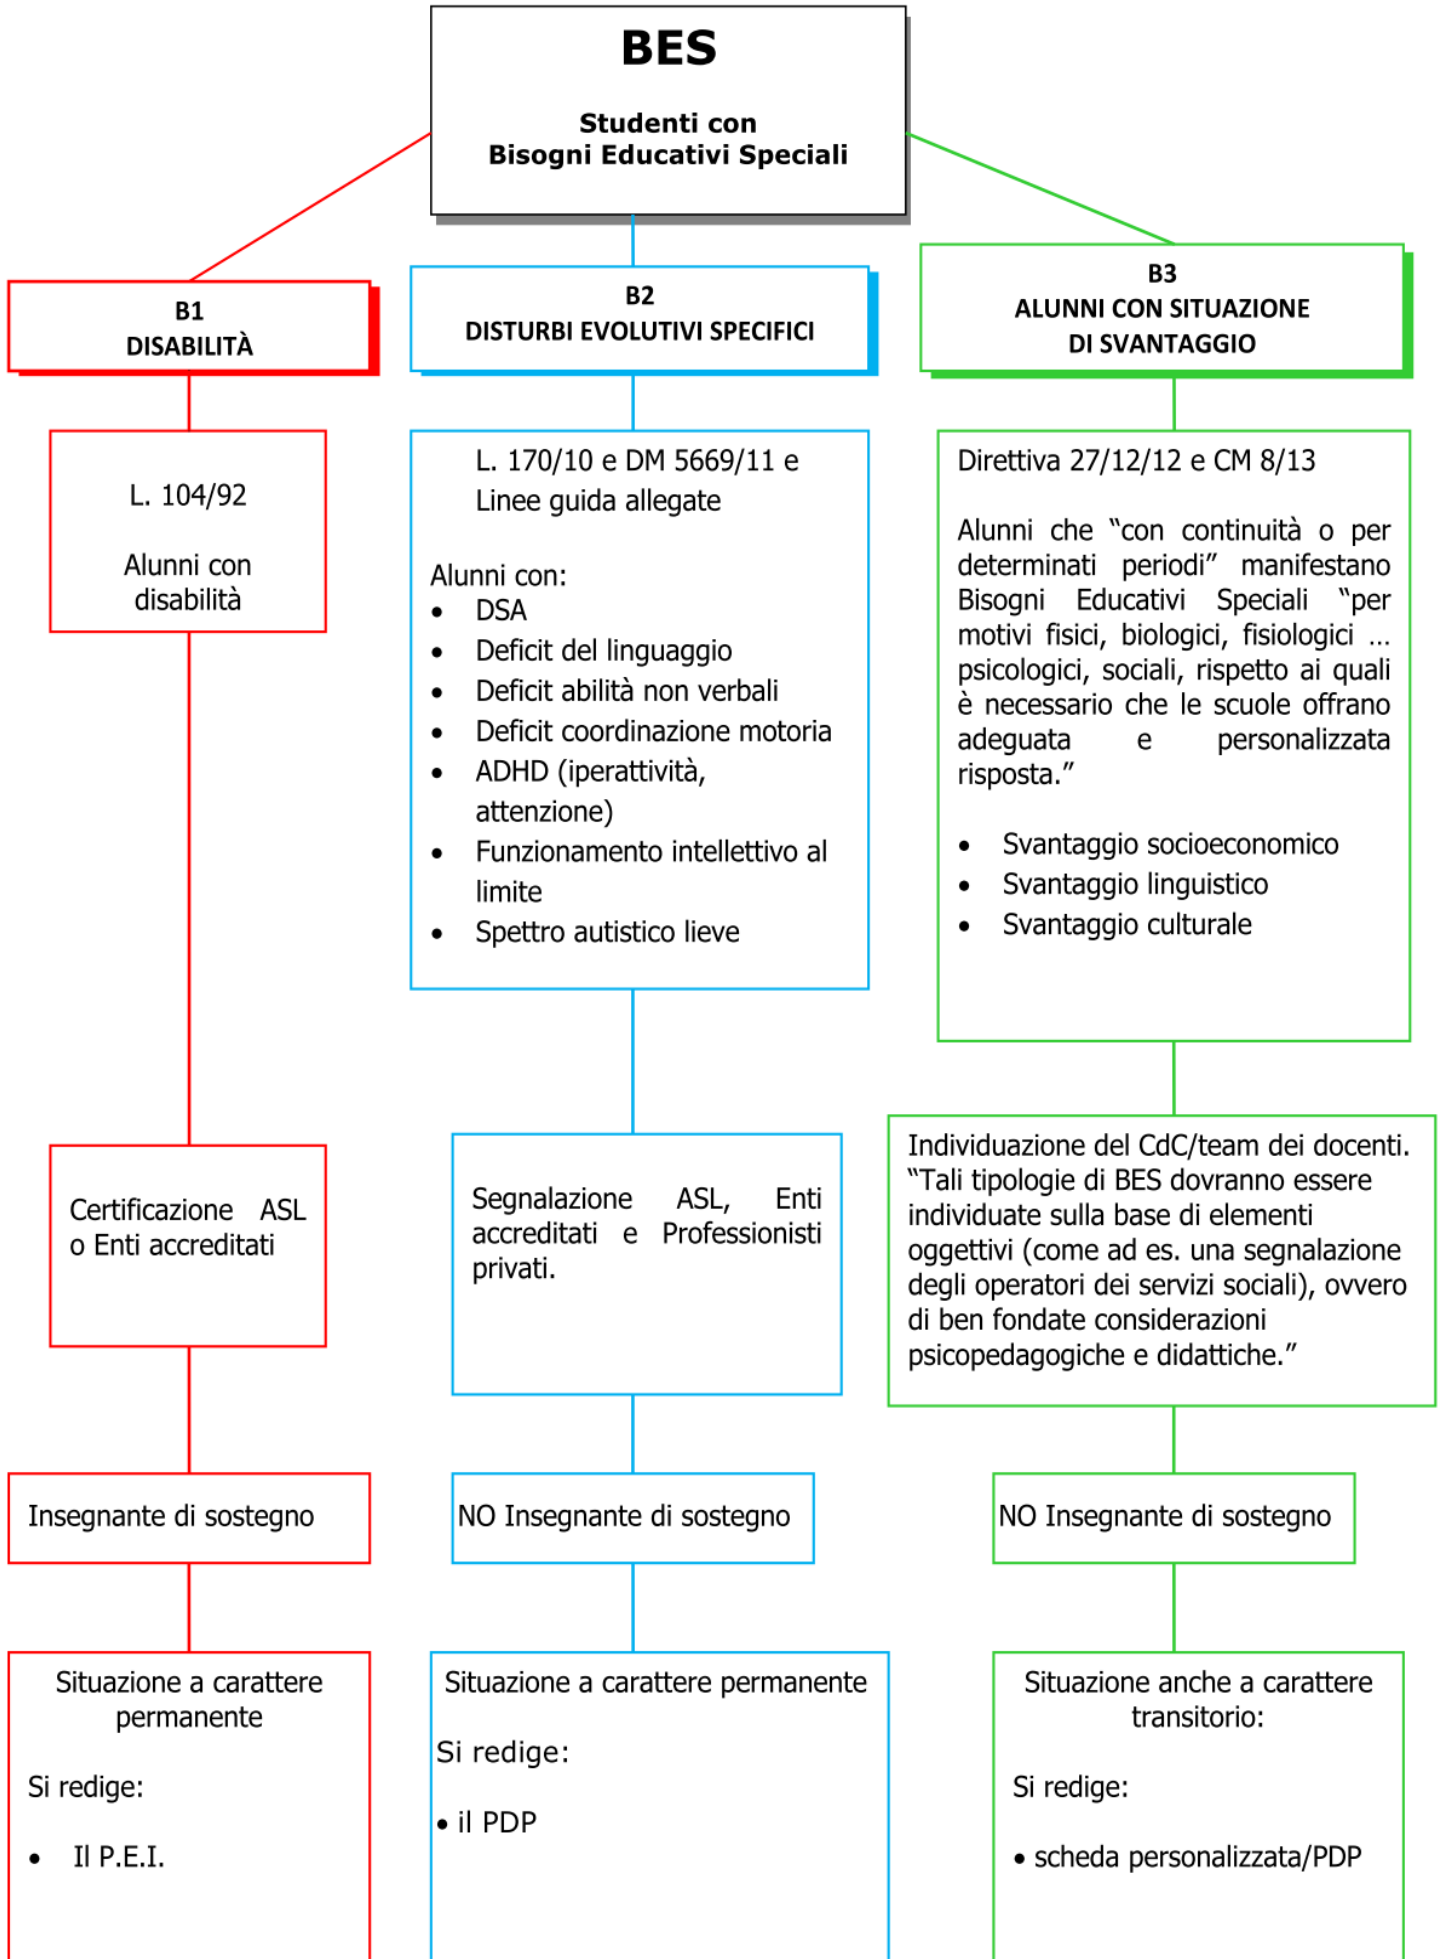 BES
Studenti con
Bisogni Educativi Speciali
B1
DISABILITÀ
L. 104/92
Alunni con
disabilità
Certificazione ASL
o Enti accreditati
Insegnante di sostegno
Situazione a carattere
permanente
Si redige:
• Il P.E.I.
B2
DISTURBI EVOLUTIVI SPECIFICI
L. 170/10 e DM 5669/11 e
Linee guida allegate
Alunni con:
• DSA
• Deficit del linguaggio
• Deficit abilità non verbali
• Deficit coordinazione motoria
• ADHD (iperattività,
attenzione)
• Funzionamento intellettivo al
limite
• Spettro autistico lieve
Segnalazione ASL, Enti
accreditati e Professionisti
privati.
NO Insegnante di sostegno
Situazione a carattere permanente
Si redige:
• il PDP
B3
ALUNNI CON SITUAZIONE
DI SVANTAGGIO
Direttiva 27/12/12 e CM 8/13
Alunni che “con continuità o per
determinati periodi” manifestano
Bisogni Educativi Speciali “per
motivi fisici, biologici, fisiologici …
psicologici, sociali, rispetto ai quali
è necessario che le scuole offrano
adeguata e personalizzata
risposta.”
• Svantaggio socioeconomico
• Svantaggio linguistico
• Svantaggio culturale
Individuazione del CdC/team dei docenti.
“Tali tipologie di BES dovranno essere
individuate sulla base di elementi
oggettivi (come ad es. una segnalazione
degli operatori dei servizi sociali), ovvero
di ben fondate considerazioni
psicopedagogiche e didattiche.”
NO Insegnante di sostegno
Situazione anche a carattere
transitorio:
Si redige:
• scheda personalizzata/PDP